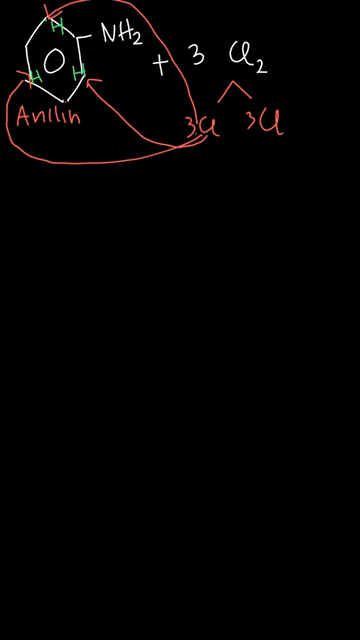 H NH₂ + 3 Cl₂
H H
Anilin 3Cl 3Cl